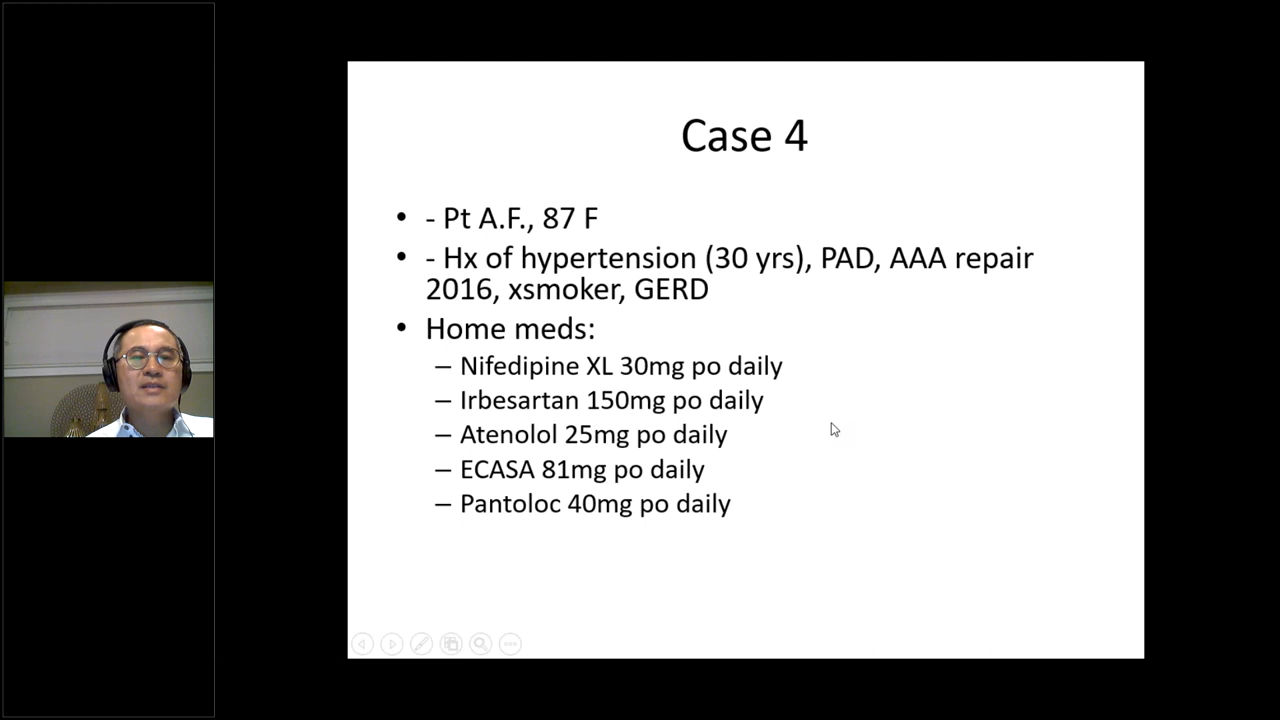 Case 4
• - Pt A.F., 87 F
• - Hx of hypertension (30 yrs), PAD, AAA repair
2016, xsmoker, GERD
• Home meds:
– Nifedipine XL 30mg po daily
– Irbesartan 150mg po daily
– Atenolol 25mg po daily
– ECASA 81mg po daily
– Pantoloc 40mg po daily